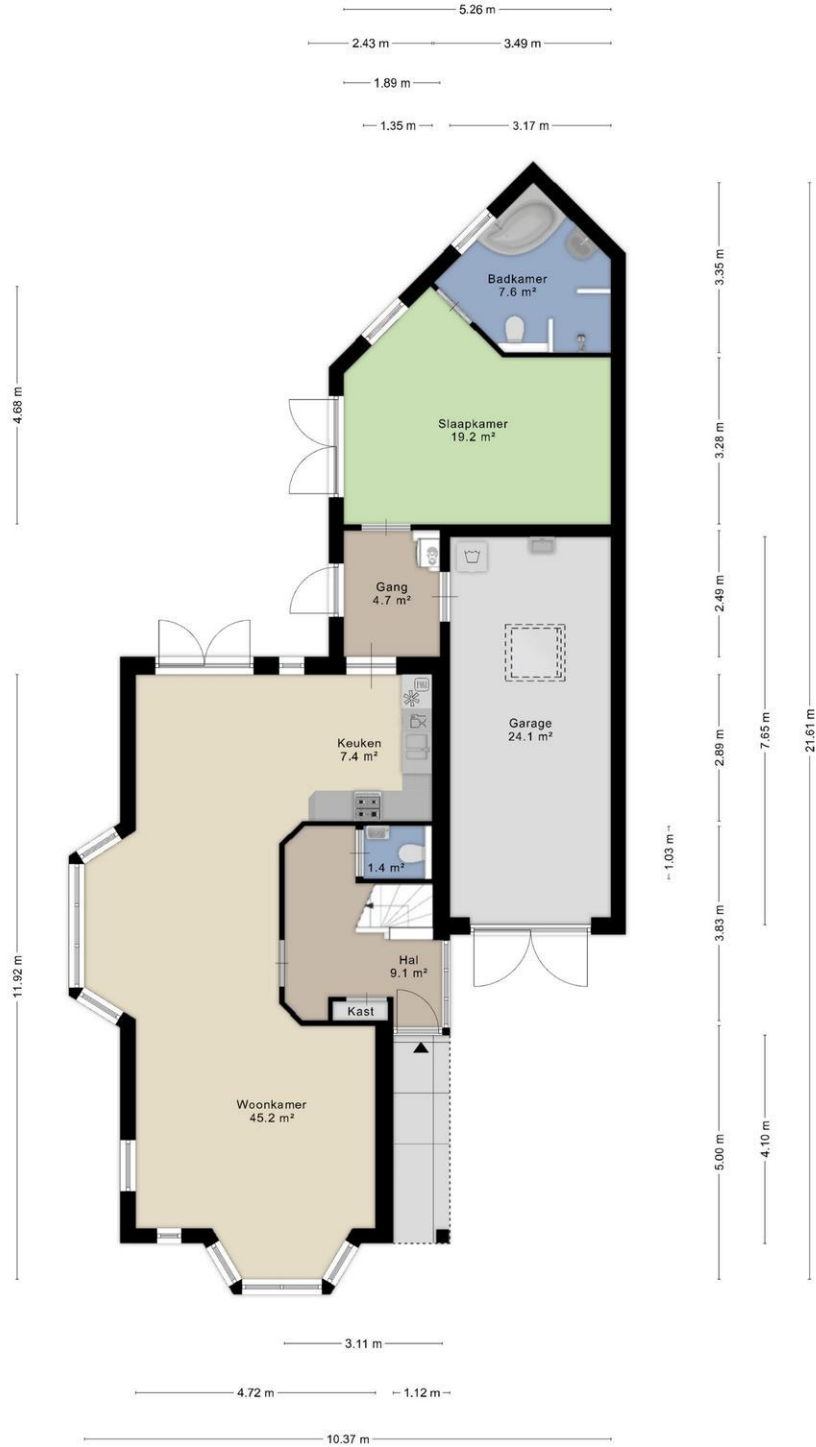 5.26 m
2.43 m
3.49 m
1.89 m
1.35 m
3.17 m
3.35 m
Badkamer
7.6 m²
4.68 m
3.28 m
21.61 m
Slaapkamer
19.2 m²
Gang
4.7 m²
2.49 m
Garage
24.1 m²
7.65 m
Keuken
7.4 m²
2.89 m
1.4 m²
1.03 m
3.83 m
Hal
9.1 m²
11.92 m
Kast
Woonkamer
45.2 m²
5.00 m
4.10 m
3.11 m
4.72 m
1.12 m
10.37 m